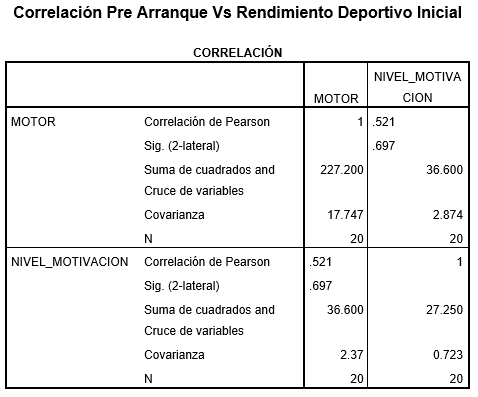 Correlación Pre Arranque Vs Rendimiento Deportivo Inicial
CORRELACIÓN
MOTOR NIVEL_MOTIVA
CION
MOTOR Correlación de Pearson 1 .521
Sig. (2-lateral) .697
Suma de cuadrados and 227.200 36.600
Cruce de variables
Covarianza 17.747 2.874
N 20 20
NIVEL_MOTIVACION Correlación de Pearson .521 1
Sig. (2-lateral) .697
Suma de cuadrados and 36.600 27.250
Cruce de variables
Covarianza 2.37 0.723
N 20 20